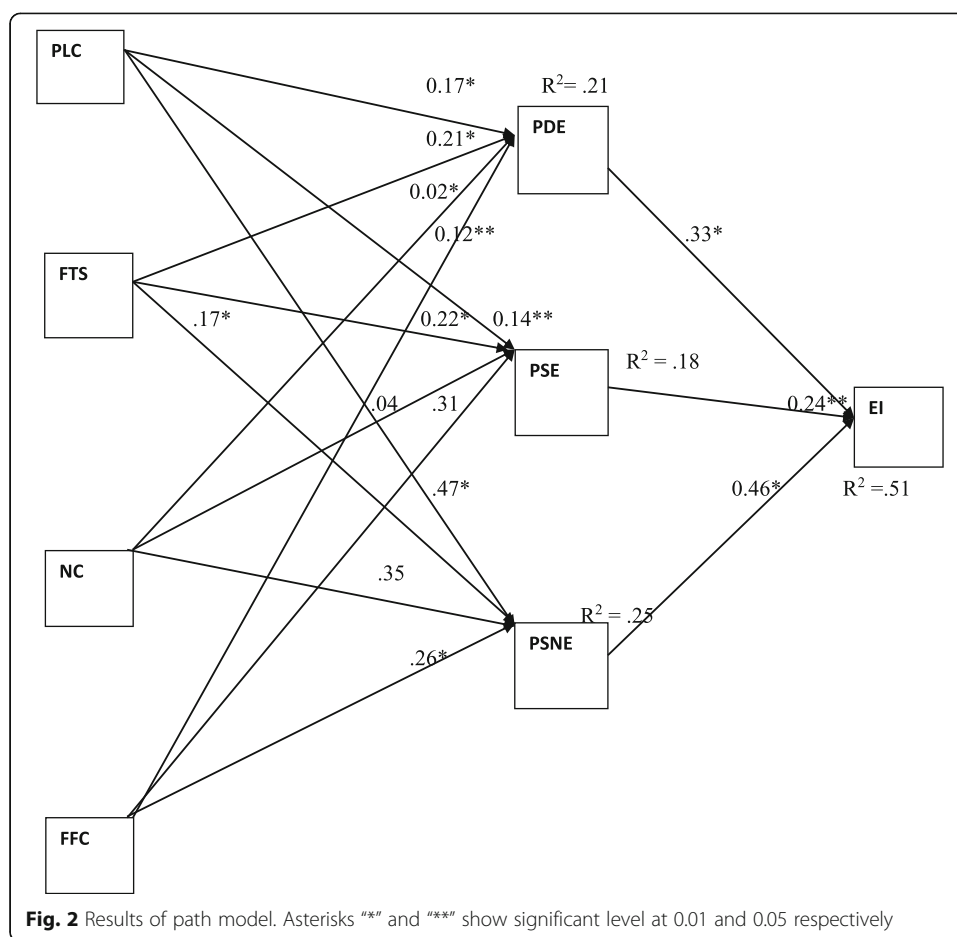 PLC
0.17*
R² = .21
PDE
0.21*
0.02*
0.12**
.33*
FTS
.17*
0.22*
0.14**
PSE
R² = .18
.04
.31
0.24**
EI
.47*
0.46*
R² =.51
NC
.35
R² = .25
PSNE
.26*
FFC
Fig. 2 Results of path model. Asterisks “*” and “**” show significant level at 0.01 and 0.05 respectively